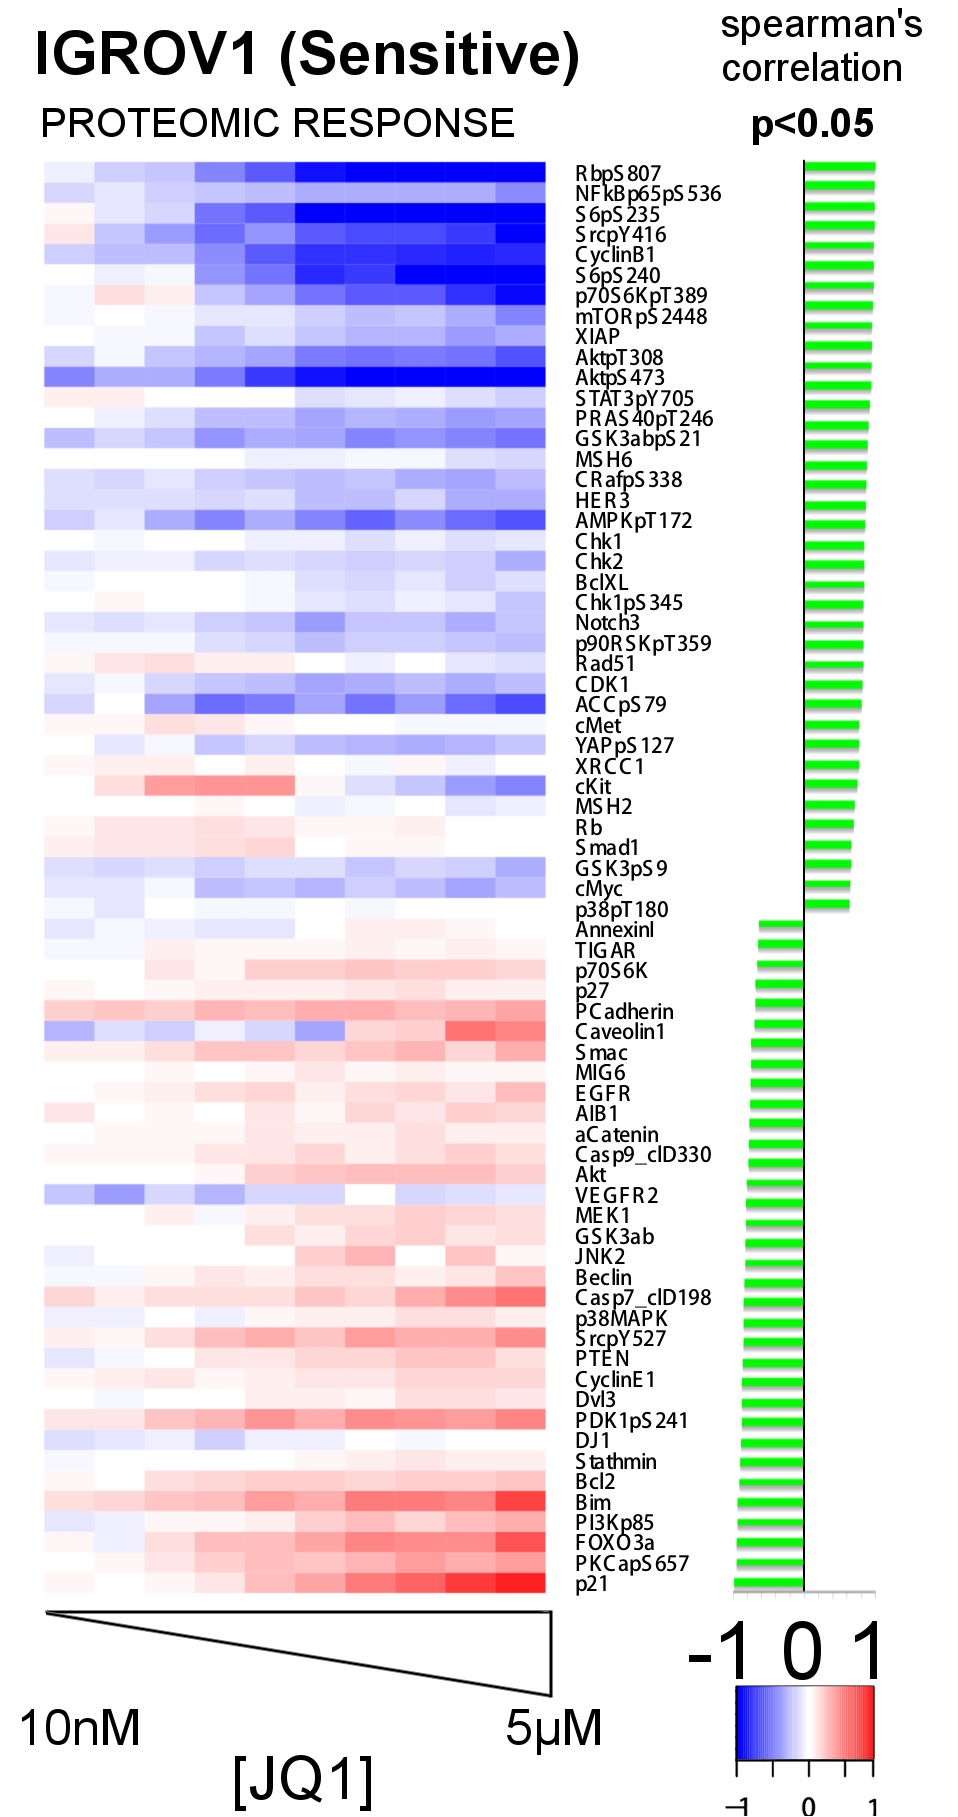 IGROV1 (Sensitive)
spearman's
correlation
PROTEOMIC RESPONSE
p<0.05
RbpS807
NFkBp65pS536
S6pS235
SrcpY416
CyclinB1
S6pS240
p70S6KpT389
mTORpS2448
XIAP
AktpT308
AktpS473
STAT3pY705
PRAS40pT246
GSK3abpS21
MSH6
CRafpS338
HER3
AMPKpT172
Chk1
Chk2
BclXL
Chk1pS345
Notch3
p90RSKpT359
Rad51
CDK1
ACCpS79
cMet
YAPpS127
XRCC1
cKit
MSH2
Rb
Smad1
GSK3pS9
cMyc
p38pT180
AnnexinI
TIGAR
p70S6K
p27
PCadherin
Caveolin1
Smac
MIG6
EGFR
AIB1
aCatenin
Casp9_clD330
Akt
VEGFR2
MEK1
GSK3ab
JNK2
Beclin
Casp7_clD198
p38MAPK
SrcpY527
PTEN
CyclinE1
Dvl3
PDK1pS241
DJ1
Stathmin
Bcl2
Bim
PI3Kp85
FOXO3a
PKCapS657
p21
-1 0 1
10nM 5µM
[JQ1]
-1 0 1